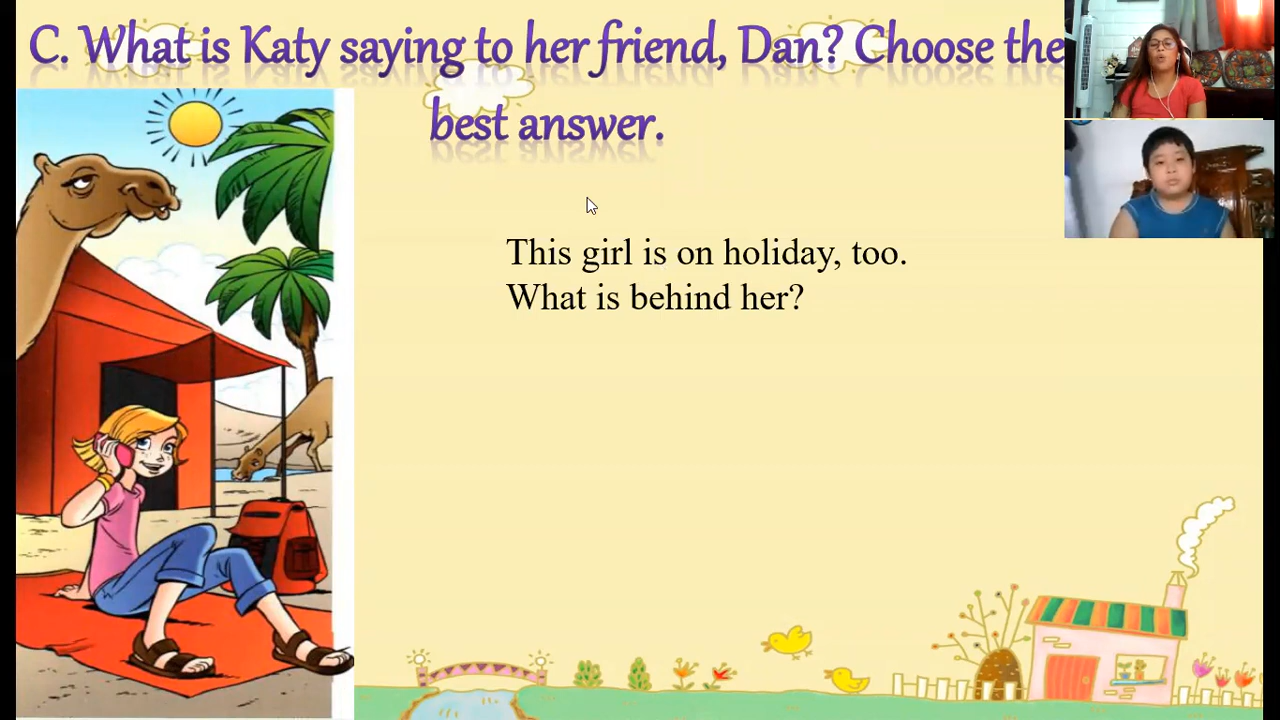 C. What is Katy saying to her friend, Dan? Choose the
best answer.
This girl is on holiday, too.
What is behind her?